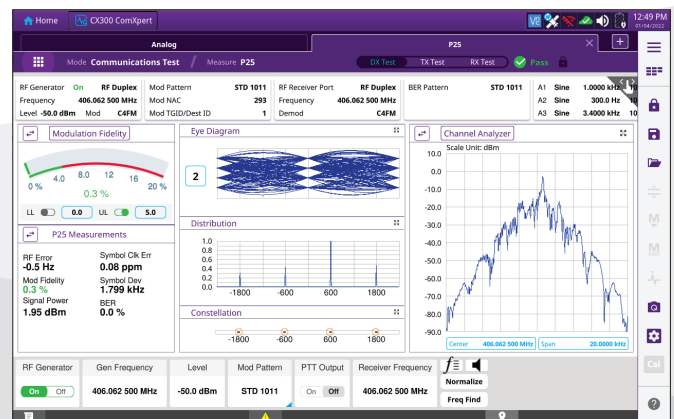 Home
CX300 ComXpert
VE
12:49 PM
01/04/2022
Analog
P25
Mode Communications Test / Measure P25
DX Test TX Test RX Test Pass
RF Generator On RF Duplex
Frequency 406.062 500 MHz
Level -50.0 dBm Mod C4FM
Mod Pattern STD 1011
Mod NAC 293
Mod TGID/Dest ID 1
RF Receiver Port RF Duplex
Frequency 406.062 500 MHz
Demod C4FM
BER Pattern STD 1011
A1 Sine 1.0000 kHz 10
A2 Sine 300.0 Hz 10
A3 Sine 3.4000 kHz 10
Modulation Fidelity
0 % 4.0 8.0 12 16 20 %
0.3 %
LL 0.0 UL 5.0
P25 Measurements
RF Error
-0.5 Hz
Symbol Clk Err
0.08 ppm
Mod Fidelity
0.3 %
Symbol Dev
1.799 kHz
Signal Power
1.95 dBm
BER
0.0 %
Eye Diagram
2
Distribution
1.0
0.8
0.6
0.4
0.2
0.0
-1800 -600 600 1800
Constellation
-1800 -600 600 1800
Channel Analyzer
Scale Unit: dBm
10.0
0.0
-10.0
-20.0
-30.0
-40.0
-50.0
-60.0
-70.0
-80.0
-90.0
Center 406.062 500 MHz Span 20.0000 kHz
RF Generator
On Off
Gen Frequency
406.062 500 MHz
Level
-50.0 dBm
Mod Pattern
STD 1011
PTT Output
On Off
Receiver Frequency
406.062 500 MHz
Normalize
Freq Find
M
M
Cal